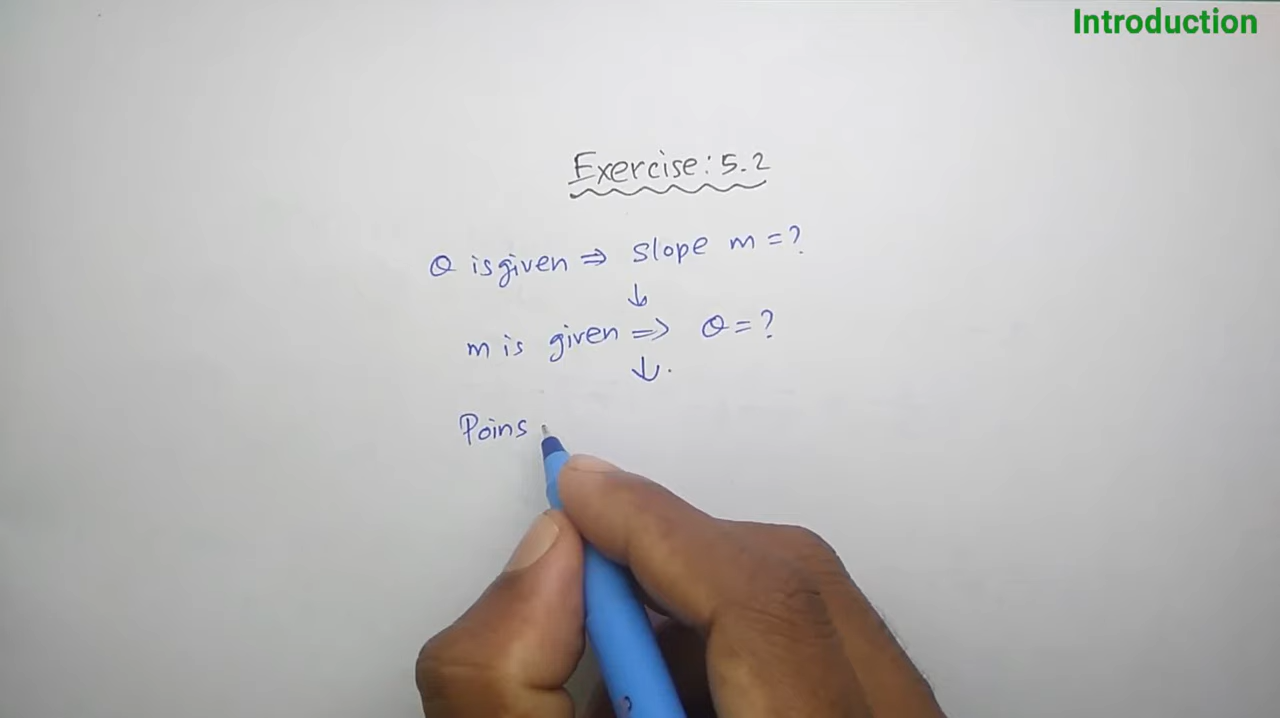 Introduction
Exercise: 5.2
θ is given ⇒ slope m = ?
↓
m is given ⇒ θ = ?
↓.
Poins